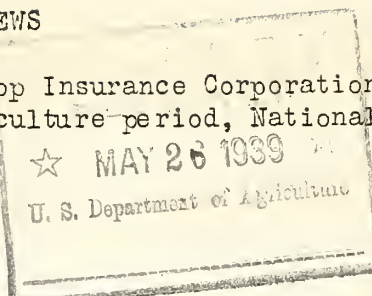 EWS
op Insurance Corporation
culture period, National
☆ MAY 26 1939 ☆
U. S. Department of Agriculture